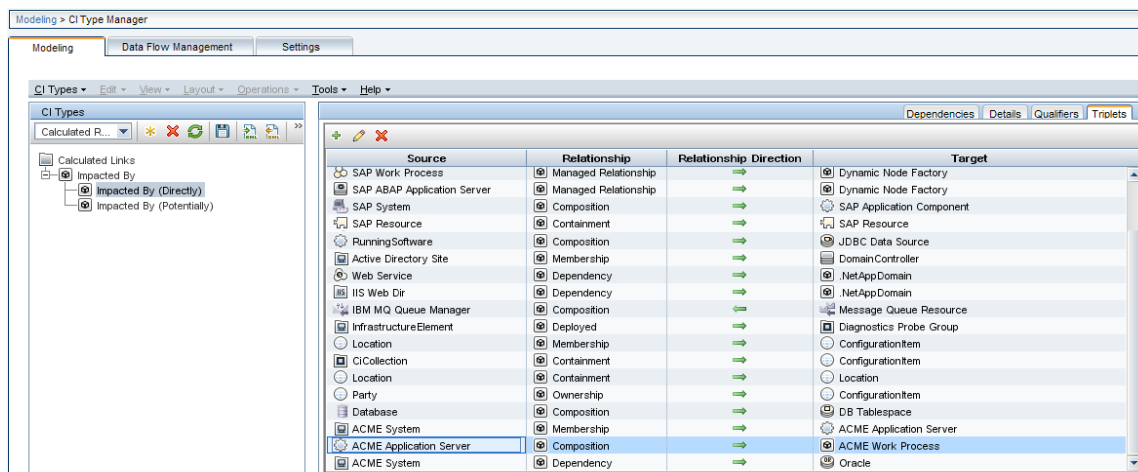 Modeling > CI Type Manager
Modeling Data Flow Management Settings
CI Types Edit View Layout Operations Tools Help
CI Types
Dependencies Details Qualifiers Triplets
Calculated R...
Calculated Links
Impacted By
Impacted By (Directly)
Impacted By (Potentially)
Source Relationship Relationship Direction Target
SAP Work Process Managed Relationship Dynamic Node Factory
SAP ABAP Application Server Managed Relationship Dynamic Node Factory
SAP System Composition SAP Application Component
SAP Resource Containment SAP Resource
RunningSoftware Composition JDBC Data Source
Active Directory Site Membership DomainController
Web Service Dependency .NetAppDomain
IIS Web Dir Dependency .NetAppDomain
IBM MQ Queue Manager Composition Message Queue Resource
InfrastructureElement Deployed Diagnostics Probe Group
Location Membership ConfigurationItem
CiCollection Containment ConfigurationItem
Location Containment Location
Party Ownership ConfigurationItem
Database Composition DB Tablespace
ACME System Membership ACME Application Server
ACME Application Server Composition ACME Work Process
ACME System Dependency Oracle